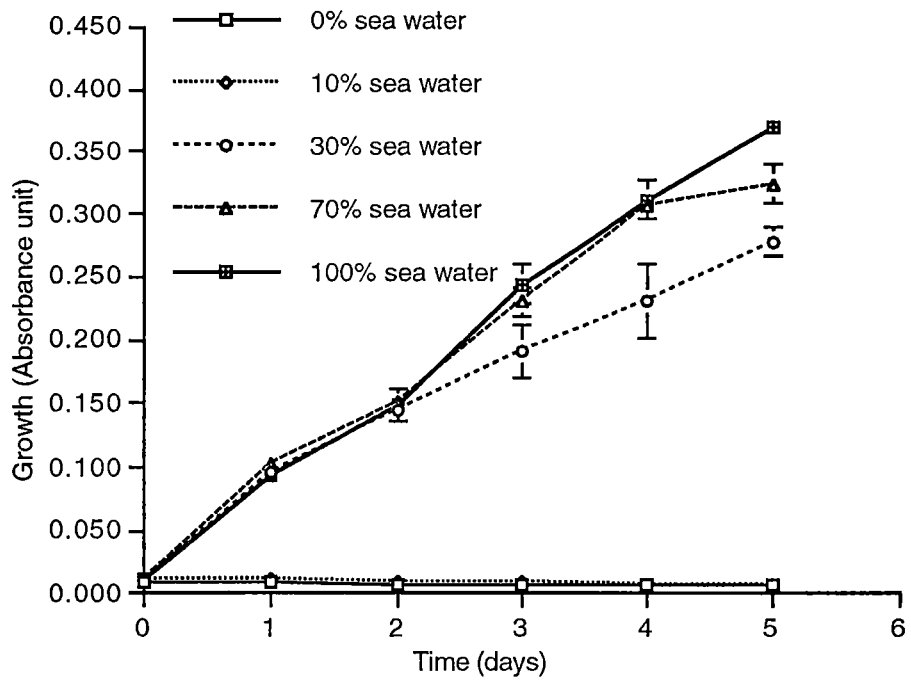 0.450
0.400
0.350
0.300
0.250
0.200
0.150
0.100
0.050
0.000
Growth (Absorbance unit)
0% sea water
10% sea water
30% sea water
70% sea water
100% sea water
0 1 2 3 4 5 6
Time (days)